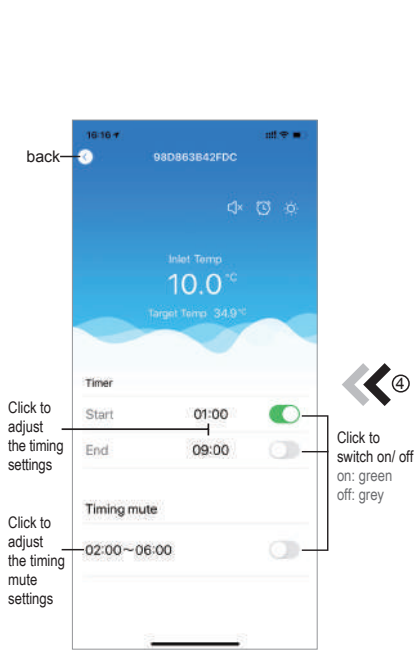 16:16
back
98D863B42FDC
Inlet Temp
10.0 °C
Target Temp 34.9 °C
Timer
④
Click to
adjust
the timing
settings
Start 01:00
End 09:00
Click to
switch on/ off
on: green
off: grey
Timing mute
Click to
adjust
the timing
mute
settings
02:00~06:00